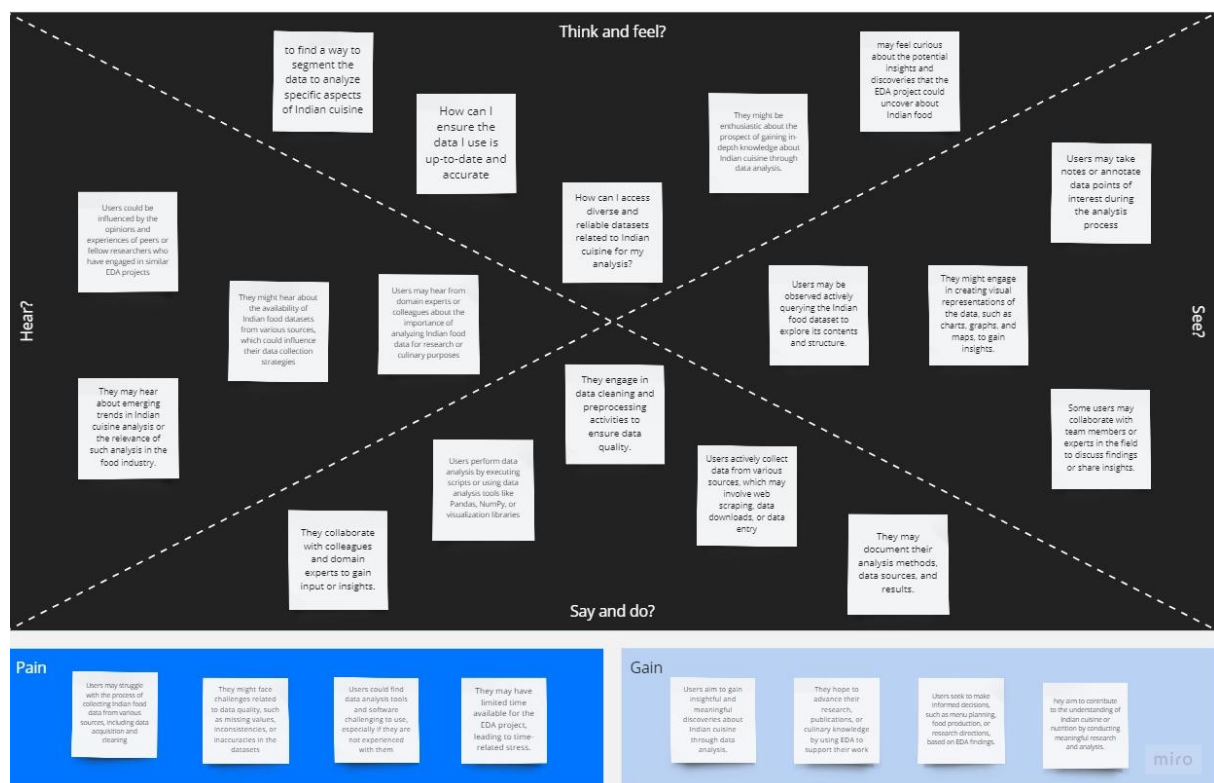 Think and feel?
to find a way to
segment the
data to analyze
specific aspects
of Indian cuisine
How can I
ensure the
data I use is
up-to-date and
accurate
How can I access
diverse and
reliable datasets
related to Indian
cuisine for my
analysis?
They might be
enthusiastic about the
prospect of gaining in-
depth knowledge about
Indian cuisine through
data analysis.
may feel curious
about the potential
insights and
discoveries that the
EDA project could
uncover about
Indian food
Hear?
Users could be
influenced by the
opinions and
experiences of peers or
fellow researchers who
have engaged in similar
EDA projects
They might hear about
the availability of
Indian food datasets
from various sources,
which could influence
their data collection
strategies
Users may hear from
domain experts or
colleagues about the
importance of
analyzing Indian food
data for research or
culinary purposes
They may hear
about emerging
trends in Indian
cuisine analysis or
the relevance of
such analysis in the
food industry.
See?
Users may take
notes or annotate
data points of
interest during
the analysis
process
Users may be
observed actively
querying the Indian
food dataset to
explore its contents
and structure.
They might engage
in creating visual
representations of
the data, such as
charts, graphs, and
maps, to gain
insights.
Some users may
collaborate with
team members or
experts in the field
to discuss findings
or share insights.
They engage in
data cleaning and
preprocessing
activities to
ensure data
quality.
Users perform data
analysis by executing
scripts or using data
analysis tools like
Pandas, NumPy, or
visualization libraries
Users actively collect
data from various
sources, which may
involve web
scraping, data
downloads, or data
entry
They collaborate
with colleagues
and domain
experts to gain
input or insights.
They may
document their
analysis methods,
data sources, and
results.
Say and do?
Pain
Users may struggle
with the process of
collecting Indian food
data from various
sources, including data
acquisition and
cleaning
They might face
challenges related to
data quality, such as
missing values,
inconsistencies, or
inaccuracies in the
datasets
Users could find
data analysis tools
and software
challenging to use,
especially if they are
not experienced with
them
They may have
limited time
available for the
EDA project,
leading to time-
related stress.
Gain
Users aim to gain
insightful and
meaningful
discoveries about
Indian cuisine
through data
analysis.
They hope to
advance their
research,
publications, or
culinary knowledge
by using EDA to
support their work
Users seek to make
informed decisions,
such as menu planning,
food production, or
research directions,
based on EDA findings.
hey aim to contribute
to the understanding of
Indian cuisine or
nutrition by conducting
meaningful research
and analysis.
miro